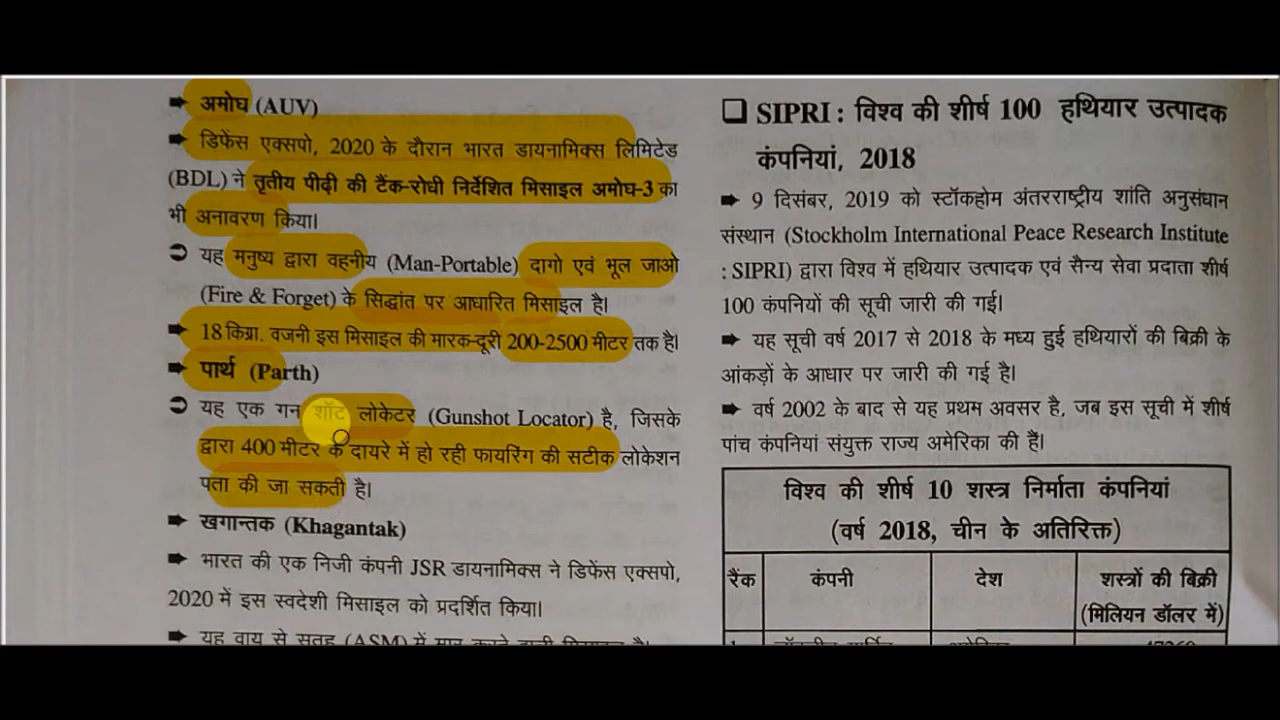 ➡ अमोघ (AUV)
➡ डिफेंस एक्सपो, 2020 के दौरान भारत डायनामिक्स लिमिटेड
(BDL) ने तृतीय पीढ़ी की टैंक-रोधी निर्देशित मिसाइल अमोघ-3 का
भी अनावरण किया।
➲ यह मनुष्य द्वारा वहनीय (Man-Portable) दागो एवं भूल जाओ
(Fire & Forget) के सिद्धांत पर आधारित मिसाइल है।
➡ 18 किग्रा. वजनी इस मिसाइल की मारक-दूरी 200-2500 मीटर तक है।
➡ पार्थ (Parth)
➲ यह एक गन शॉट लोकेटर (Gunshot Locator) है, जिसके
द्वारा 400 मीटर के दायरे में हो रही फायरिंग की सटीक लोकेशन
पता की जा सकती है।
➡ खगान्तक (Khagantak)
➡ भारत की एक निजी कंपनी JSR डायनामिक्स ने डिफेंस एक्सपो,
2020 में इस स्वदेशी मिसाइल को प्रदर्शित किया।
➡ यह वायु से सतह (ASM) में मार करने वाली मिसाइल है।
❑ SIPRI : विश्व की शीर्ष 100 हथियार उत्पादक
कंपनियां, 2018
➡ 9 दिसंबर, 2019 को स्टॉकहोम अंतरराष्ट्रीय शांति अनुसंधान
संस्थान (Stockholm International Peace Research Institute
: SIPRI) द्वारा विश्व में हथियार उत्पादक एवं सैन्य सेवा प्रदाता शीर्ष
100 कंपनियों की सूची जारी की गई।
➡ यह सूची वर्ष 2017 से 2018 के मध्य हुई हथियारों की बिक्री के
आंकड़ों के आधार पर जारी की गई है।
➡ वर्ष 2002 के बाद से यह प्रथम अवसर है, जब इस सूची में शीर्ष
पांच कंपनियां संयुक्त राज्य अमेरिका की हैं।
विश्व की शीर्ष 10 शस्त्र निर्माता कंपनियां
(वर्ष 2018, चीन के अतिरिक्त)
रैंक कंपनी देश शस्त्रों की बिक्री
(मिलियन डॉलर में)